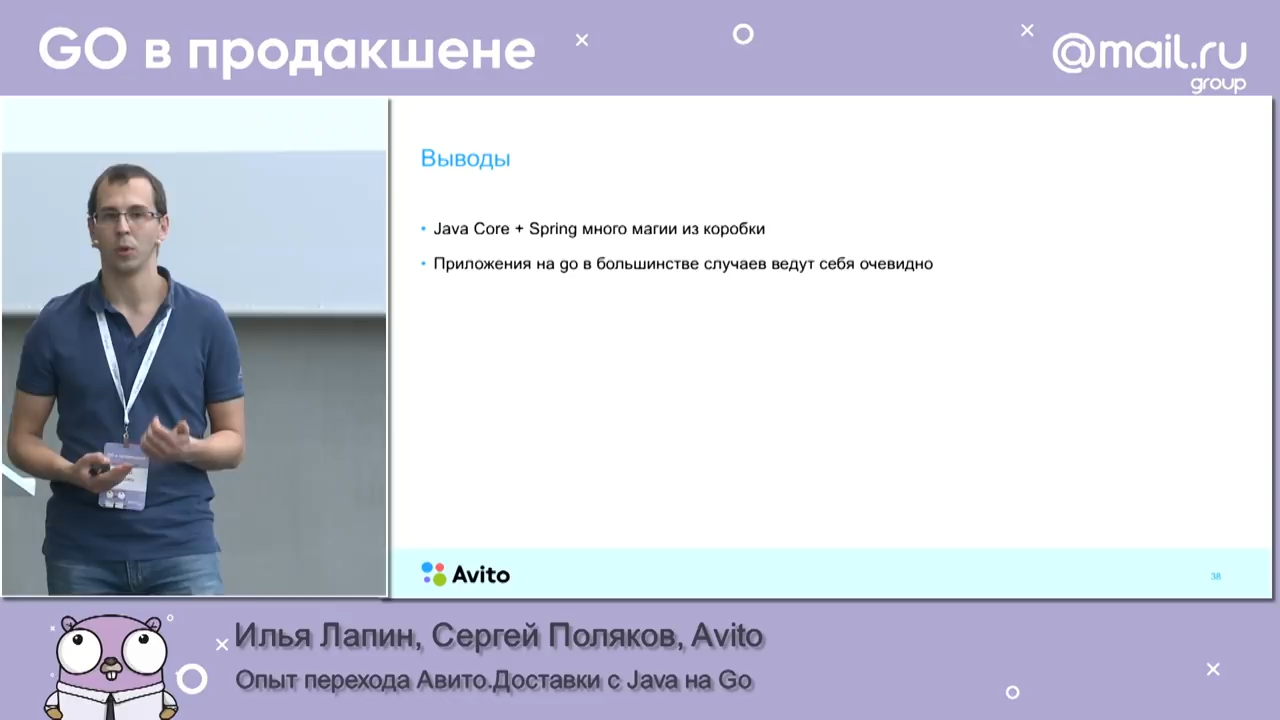 GO в продакшене
@mail.ru
group
Выводы
• Java Core + Spring много магии из коробки
• Приложения на go в большинстве случаев ведут себя очевидно
Avito
38
Илья Лапин, Сергей Поляков, Avito
Опыт перехода Авито.Доставки с Java на Go